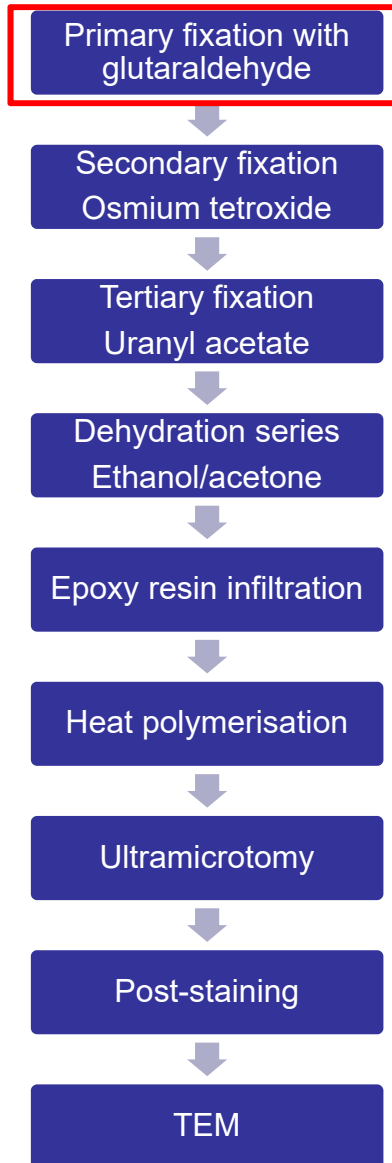 Primary fixation with
glutaraldehyde
Secondary fixation
Osmium tetroxide
Tertiary fixation
Uranyl acetate
Dehydration series
Ethanol/acetone
Epoxy resin infiltration
Heat polymerisation
Ultramicrotomy
Post-staining
TEM